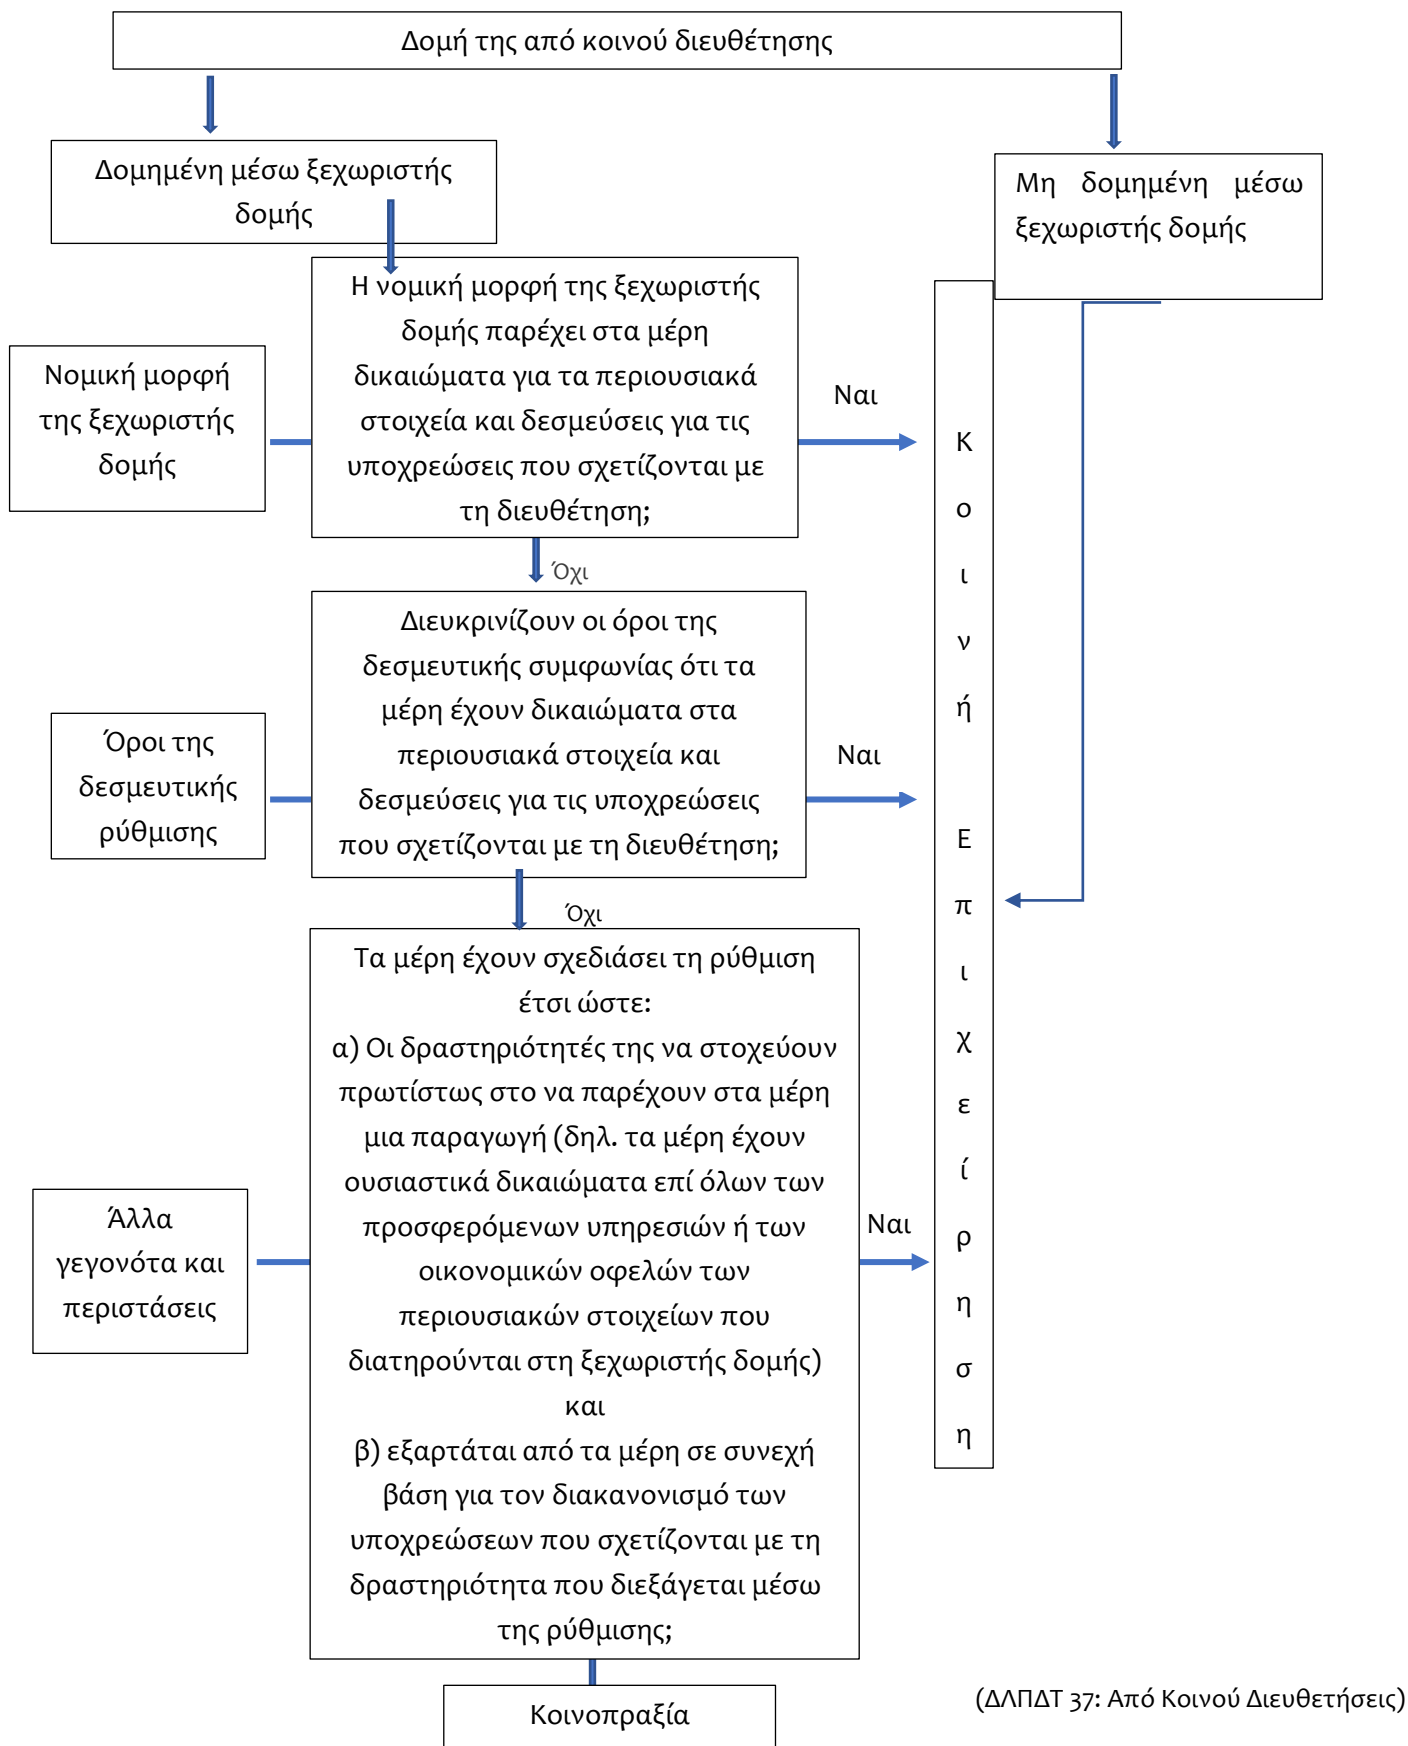 Δομή της από κοινού διευθέτησης
Δομημένη μέσω ξεχωριστής
δομής
Μη δομημένη μέσω
ξεχωριστής δομής
Η νομική μορφή της ξεχωριστής
δομής παρέχει στα μέρη
δικαιώματα για τα περιουσιακά
στοιχεία και δεσμεύσεις για τις
υποχρεώσεις που σχετίζονται με
τη διευθέτηση;
Νομική μορφή
της ξεχωριστής
δομής
Ναι
Όχι
Διευκρινίζουν οι όροι της
δεσμευτικής συμφωνίας ότι τα
μέρη έχουν δικαιώματα στα
περιουσιακά στοιχεία και
δεσμεύσεις για τις υποχρεώσεις
που σχετίζονται με τη διευθέτηση;
Όροι της
δεσμευτικής
ρύθμισης
Ναι
Όχι
Τα μέρη έχουν σχεδιάσει τη ρύθμιση
έτσι ώστε:
α) Οι δραστηριότητές της να στοχεύουν
πρωτίστως στο να παρέχουν στα μέρη
μια παραγωγή (δηλ. τα μέρη έχουν
ουσιαστικά δικαιώματα επί όλων των
προσφερόμενων υπηρεσιών ή των
οικονομικών οφελών των
περιουσιακών στοιχείων που
διατηρούνται στη ξεχωριστής δομής)
και
β) εξαρτάται από τα μέρη σε συνεχή
βάση για τον διακανονισμό των
υποχρεώσεων που σχετίζονται με τη
δραστηριότητα που διεξάγεται μέσω
της ρύθμισης;
Άλλα
γεγονότα και
περιστάσεις
Ναι
Κ
ο
ι
ν
ή
Ε
π
ι
χ
ε
ί
ρ
η
σ
η
Κοινοπραξία
(ΔΛΠΔΤ 37: Από Κοινού Διευθετήσεις)